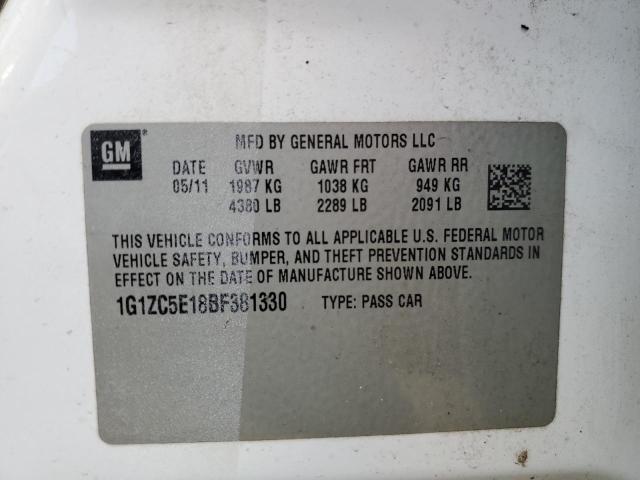 GM
MFD BY GENERAL MOTORS LLC
DATE GVWR GAWR FRT GAWR RR
05/11 1987 KG 1038 KG 949 KG
4380 LB 2289 LB 2091 LB
THIS VEHICLE CONFORMS TO ALL APPLICABLE U.S. FEDERAL MOTOR
VEHICLE SAFETY, BUMPER, AND THEFT PREVENTION STANDARDS IN
EFFECT ON THE DATE OF MANUFACTURE SHOWN ABOVE.
1G1ZC5E18BF381330 TYPE: PASS CAR